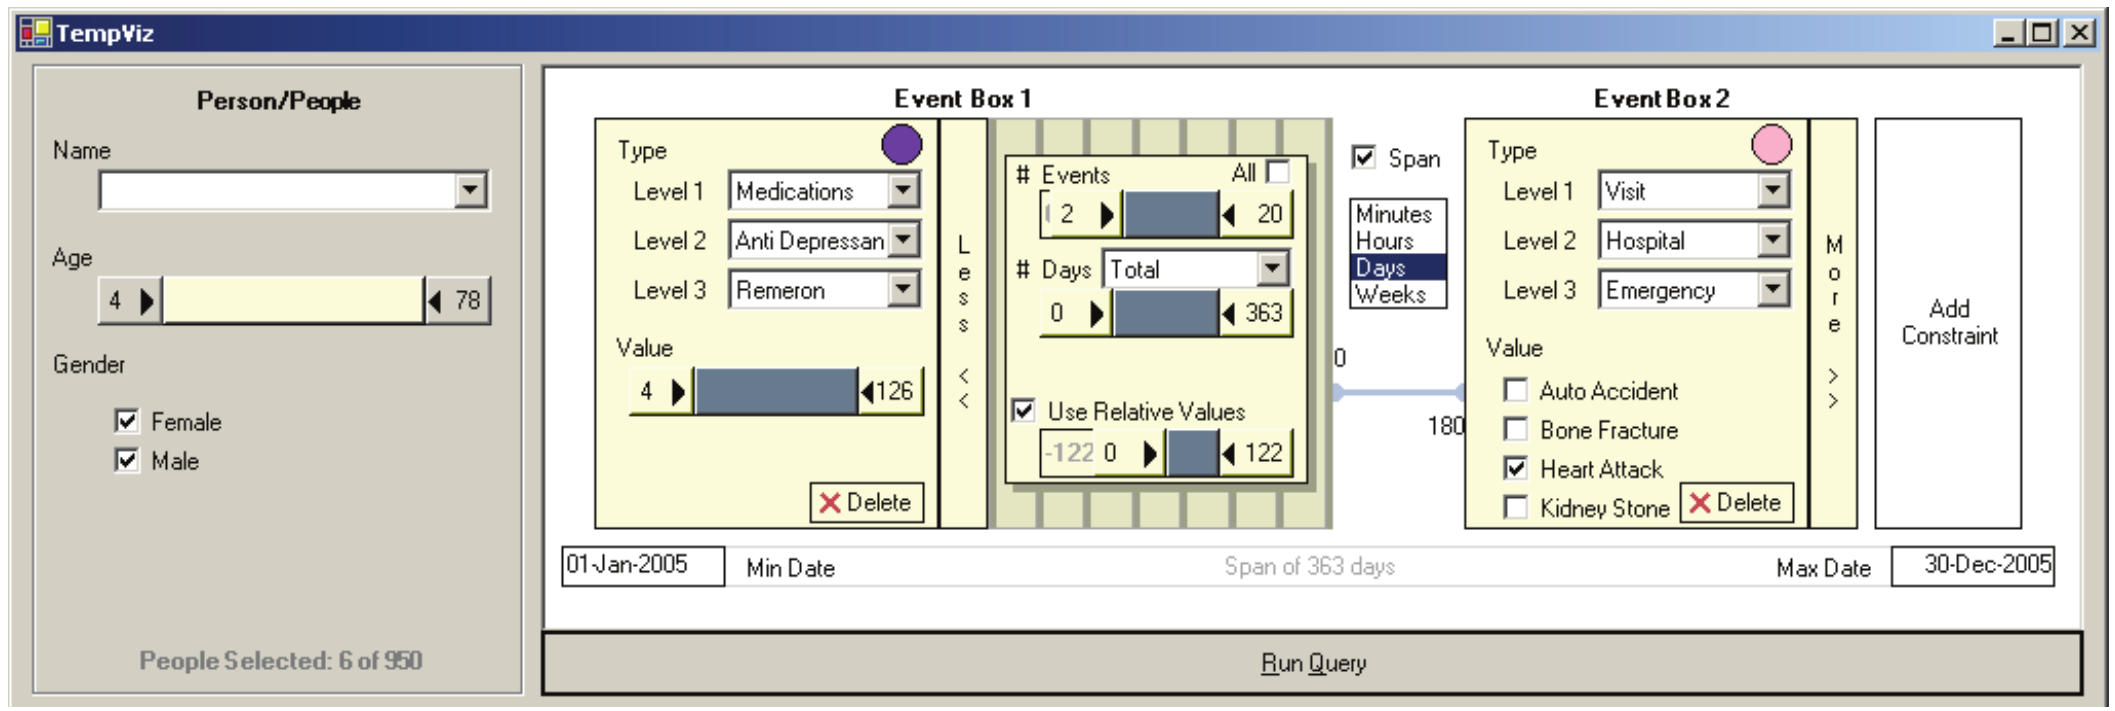 TempViz
Person/People
Name
Age
4
78
Gender
Female
Male
People Selected: 6 of 950
Event Box 1
Type
Level 1 Medications
Level 2 Anti Depressan
Level 3 Remeron
Value
4
126
Delete
Less
<<
# Events All
2
20
# Days Total
0
363
Use Relative Values
-122 0
122
Span
Minutes
Hours
Days
Weeks
0
180
Event Box 2
Type
Level 1 Visit
Level 2 Hospital
Level 3 Emergency
Value
Auto Accident
Bone Fracture
Heart Attack
Kidney Stone
Delete
More
>>
Add
Constraint
01-Jan-2005 Min Date Span of 363 days Max Date 30-Dec-2005
Run Query